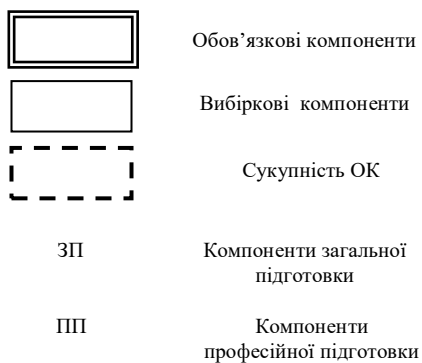 Обов’язкові компоненти
Вибіркові компоненти
Сукупність ОК
ЗП Компоненти загальної
підготовки
ПП Компоненти
професійної підготовки